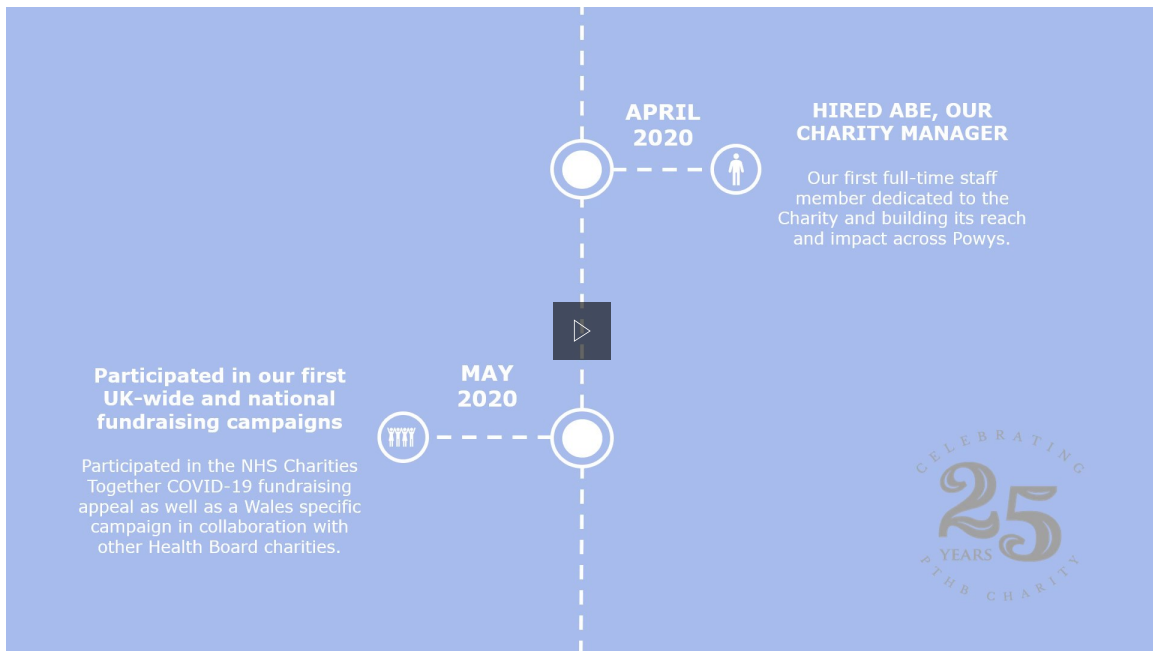 APRIL
2020
HIRED ABE, OUR
CHARITY MANAGER
Our first full-time staff
member dedicated to the
Charity and building its reach
and impact across Powys.
MAY
2020
Participated in our first
UK-wide and national
fundraising campaigns
Participated in the NHS Charities
Together COVID-19 fundraising
appeal as well as a Wales specific
campaign in collaboration with
other Health Board charities.
CELEBRATING
25
YEARS
PTHB CHARITY